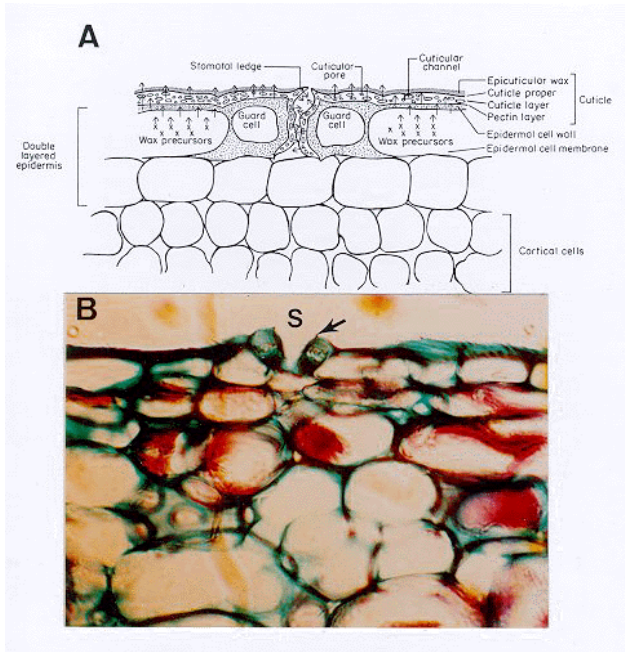 A
Stomatal ledge
Cuticular pore
Cuticular channel
Epicuticular wax
Cuticle proper
Cuticle layer
Pectin layer
Cuticle
Epidermal cell wall
Epidermal cell membrane
Guard cell
Guard cell
Wax precursors
Wax precursors
Double layered epidermis
Cortical cells
B
S